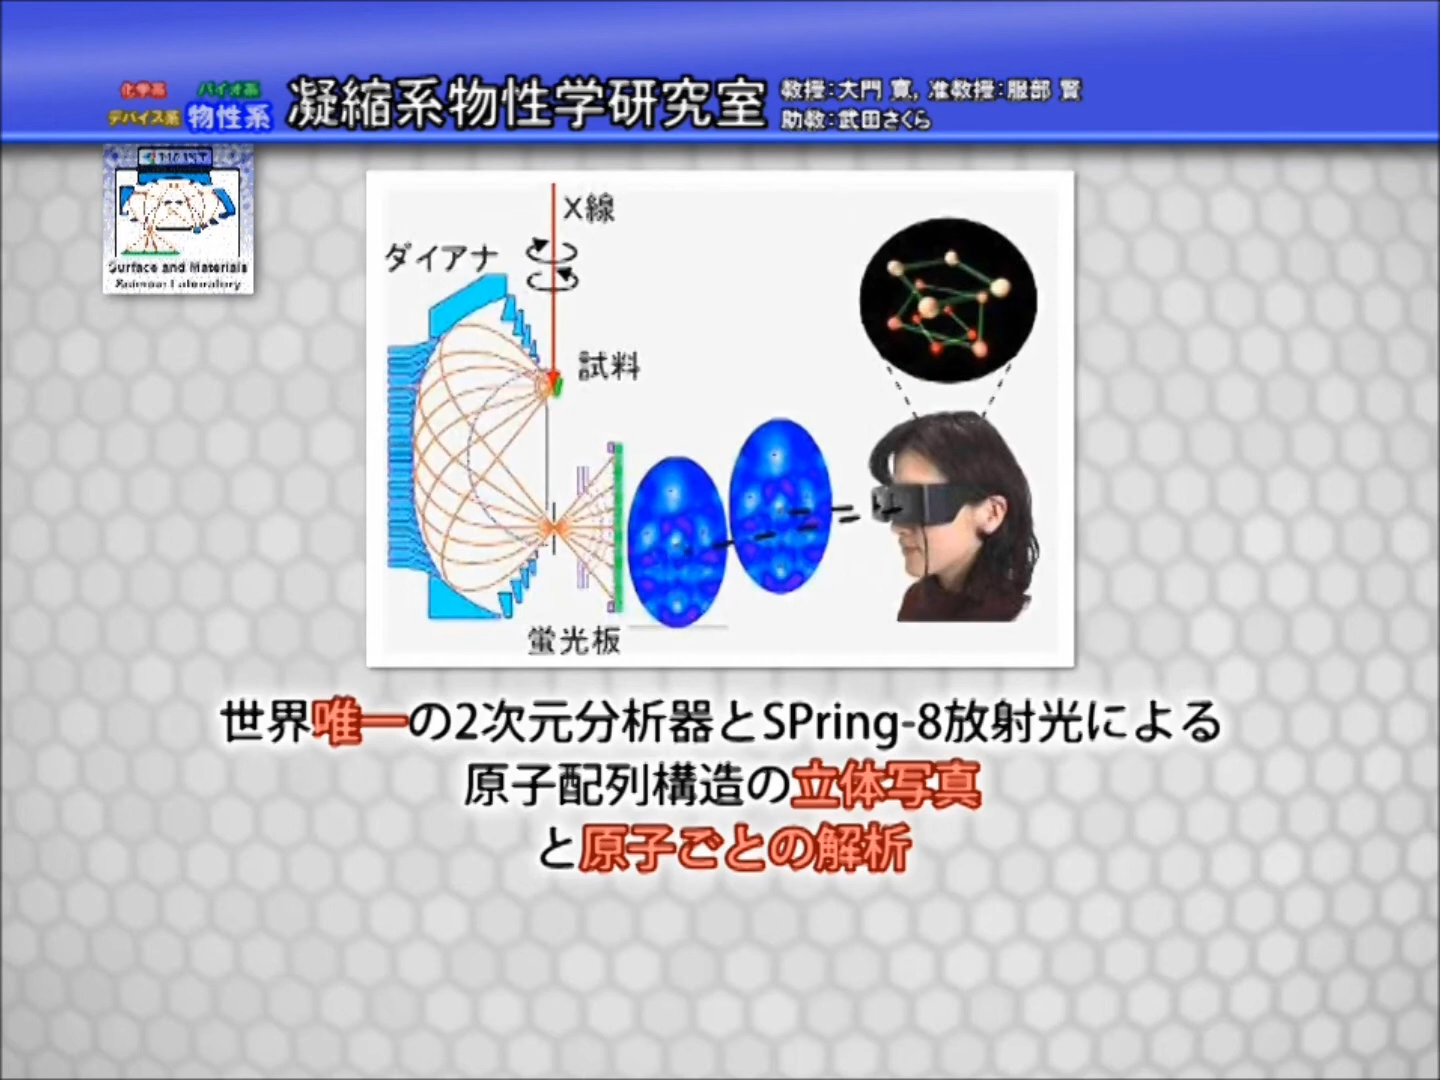 化学系 バイオ系
デバイス系 物性系
凝縮系物性学研究室
教授:大門 寛, 准教授:服部 賢
助教:武田さくら
Surface and Materials
Science Laboratory
X線
ダイアナ
試料
蛍光板
世界唯一の2次元分析器とSPring-8放射光による
原子配列構造の立体写真
と原子ごとの解析